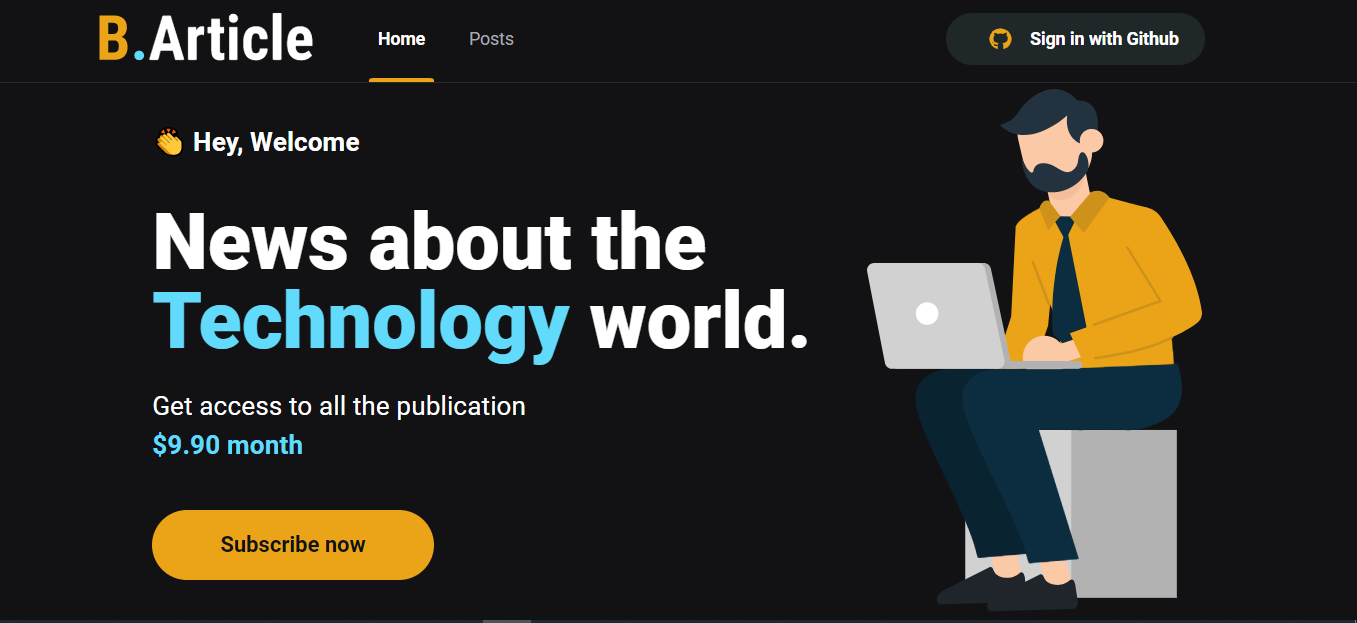 B.Article
Home
Posts
Sign in with Github
👏 Hey, Welcome
News about the
Technology world.
Get access to all the publication
$9.90 month
Subscribe now